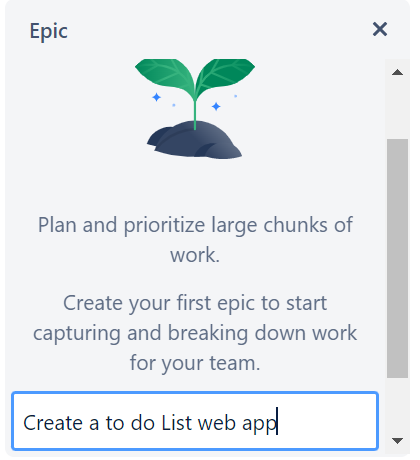 Epic
Plan and prioritize large chunks of
work.
Create your first epic to start
capturing and breaking down work
for your team.
Create a to do List web app